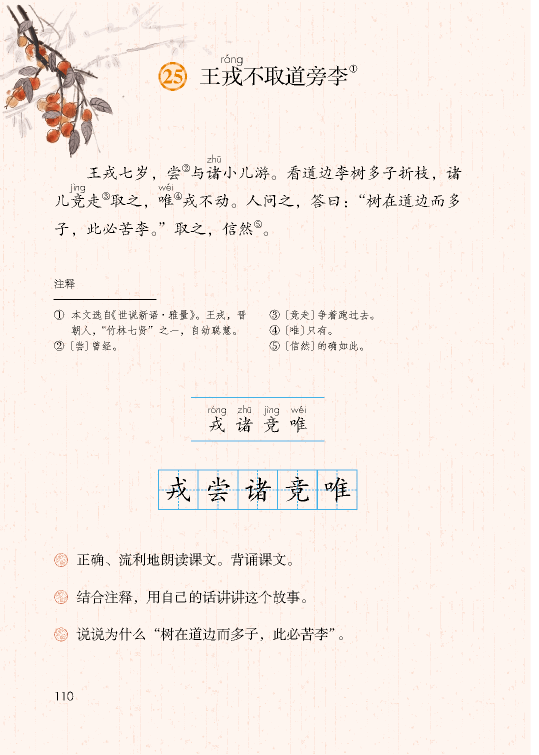 róng
25 王戎不取道旁李①
zhū
王戎七岁，尝②与诸小儿游。看道边李树多子折枝，诸
jìng wéi
儿竞走③取之，唯④戎不动。人问之，答曰：“树在道边而多
子，此必苦李。”取之，信然⑤。
注释
① 本文选自《世说新语·雅量》。王戎，晋
朝人，“竹林七贤”之一，自幼聪慧。
② 〔尝〕曾经。
③ 〔竞走〕争着跑过去。
④ 〔唯〕只有。
⑤ 〔信然〕的确如此。
róng zhū jìng wéi
戎 诸 竞 唯
戎 尝 诸 竞 唯
正确、流利地朗读课文。背诵课文。
结合注释，用自己的话讲讲这个故事。
说说为什么“树在道边而多子，此必苦李”。
110